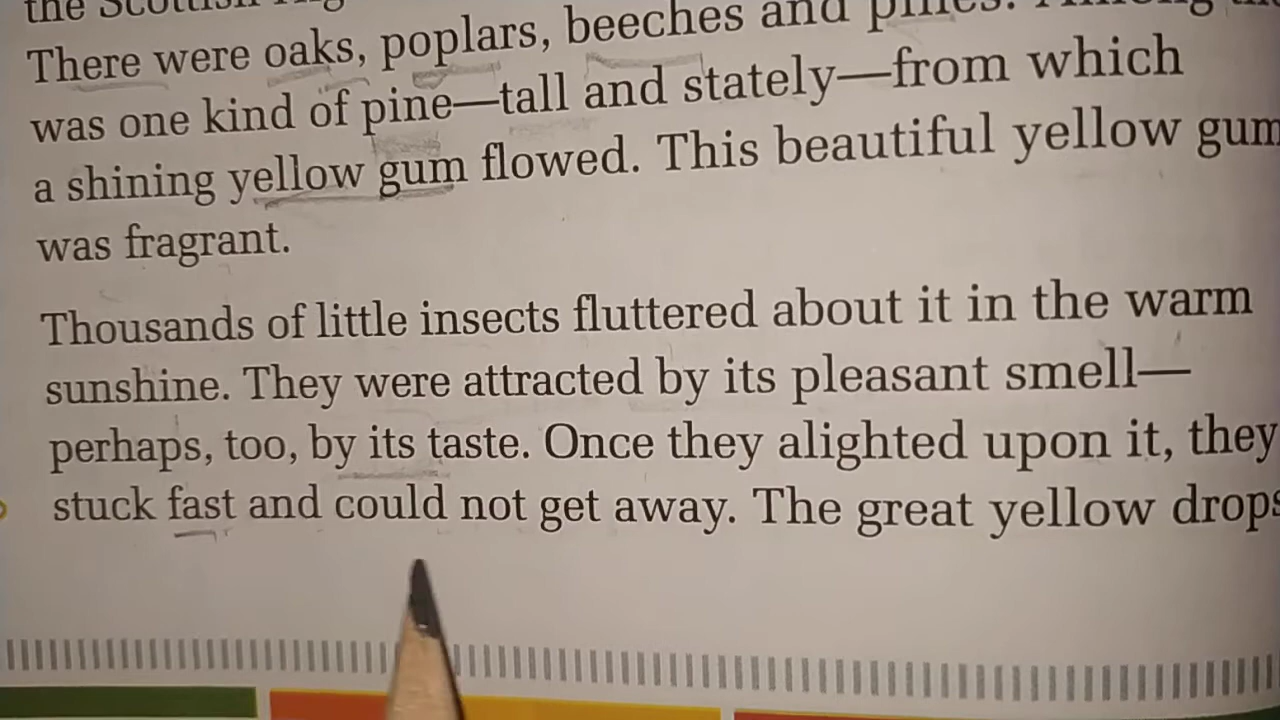 the Scottish
There were oaks, poplars, beeches and pines. Among
was one kind of pine—tall and stately—from which
a shining yellow gum flowed. This beautiful yellow gum
was fragrant.
Thousands of little insects fluttered about it in the warm
sunshine. They were attracted by its pleasant smell—
perhaps, too, by its taste. Once they alighted upon it, they
stuck fast and could not get away. The great yellow drops